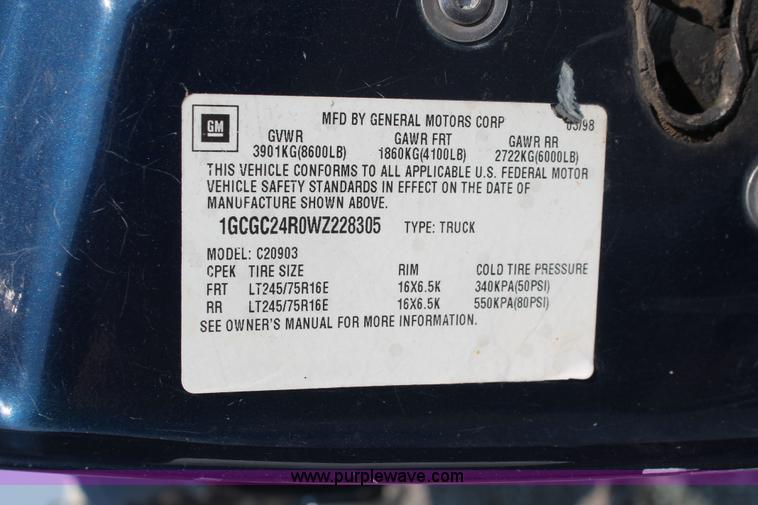 GM
MFD BY GENERAL MOTORS CORP 03/98
GVWR GAWR FRT GAWR RR
3901KG(8600LB) 1860KG(4100LB) 2722KG(6000LB)
THIS VEHICLE CONFORMS TO ALL APPLICABLE U.S. FEDERAL MOTOR
VEHICLE SAFETY STANDARDS IN EFFECT ON THE DATE OF
MANUFACTURE SHOWN ABOVE.
1GCGC24R0WZ228305 TYPE: TRUCK
MODEL: C20903
CPEK TIRE SIZE RIM COLD TIRE PRESSURE
FRT LT245/75R16E 16X6.5K 340KPA(50PSI)
RR LT245/75R16E 16X6.5K 550KPA(80PSI)
SEE OWNER'S MANUAL FOR MORE INFORMATION.
www.purplewave.com